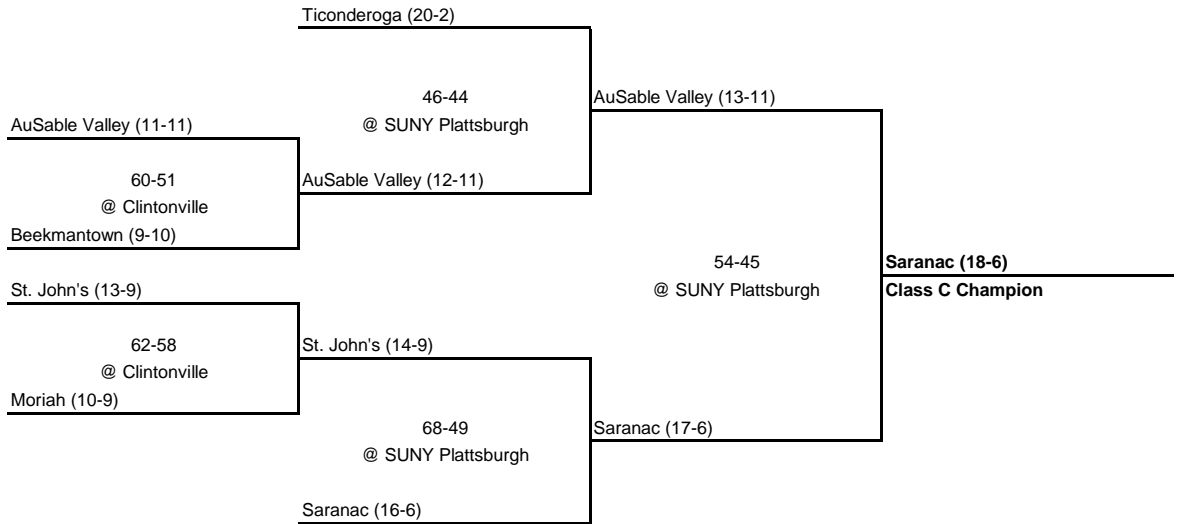 Ticonderoga (20-2)
46-44
@ SUNY Plattsburgh
AuSable Valley (13-11)
AuSable Valley (11-11)
60-51
@ Clintonville
AuSable Valley (12-11)
Beekmantown (9-10)
54-45
@ SUNY Plattsburgh
Saranac (18-6)
Class C Champion
St. John's (13-9)
62-58
@ Clintonville
St. John's (14-9)
Moriah (10-9)
68-49
@ SUNY Plattsburgh
Saranac (17-6)
Saranac (16-6)